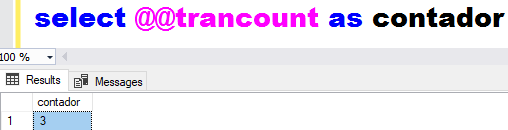 select @@trancount as contador
100 %
Results Messages
contador
1 3